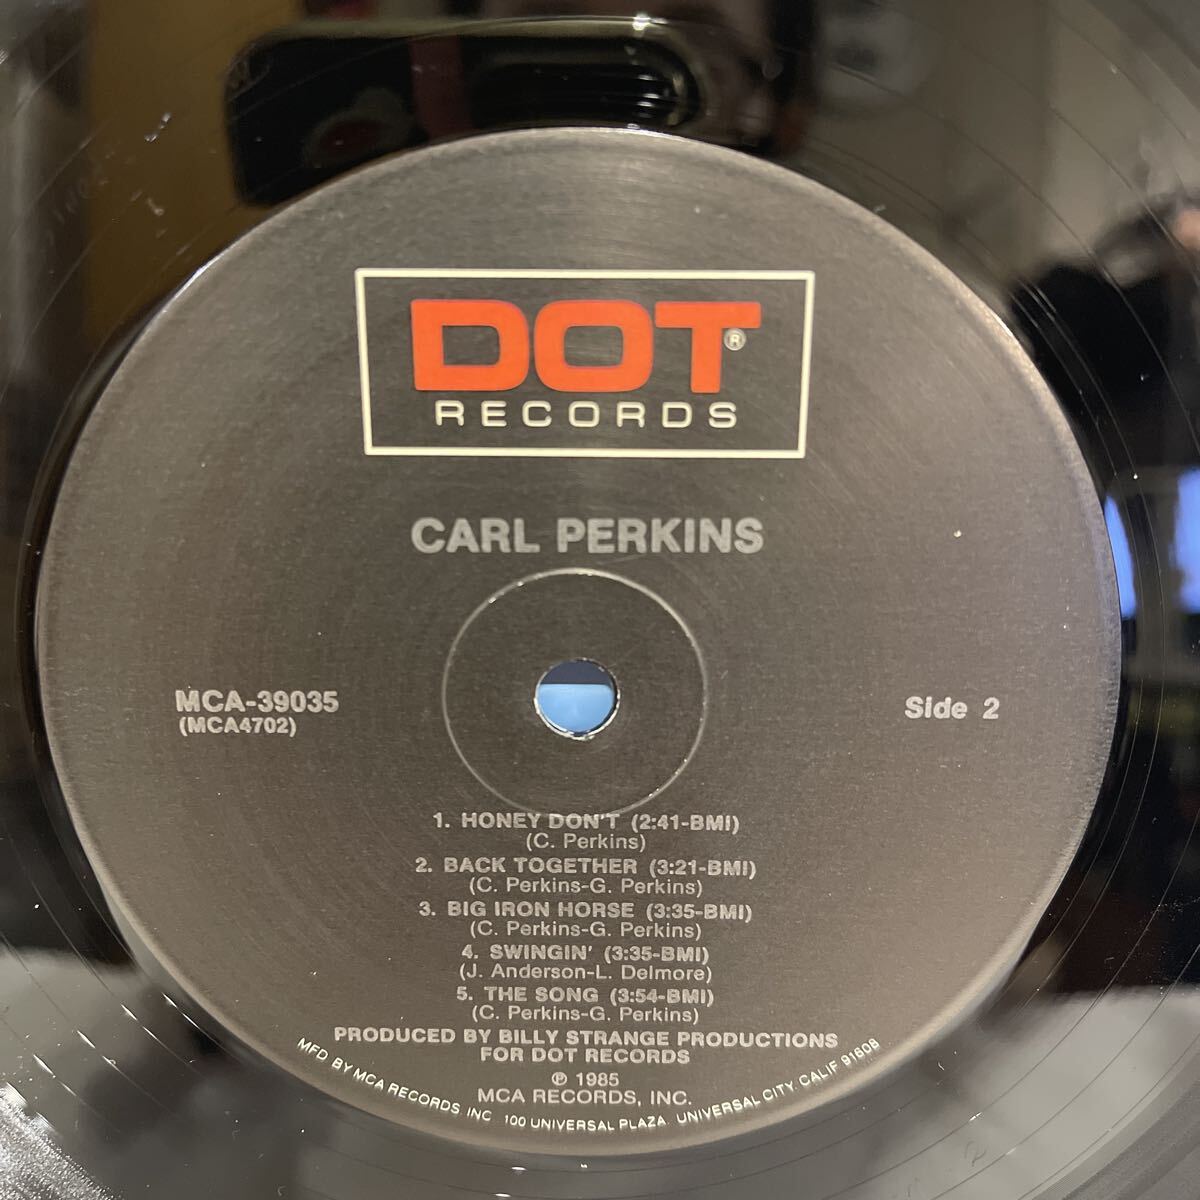 DOT®
RECORDS
CARL PERKINS
MCA-39035
(MCA4702)
Side 2
1. HONEY DON'T (2:41-BMI)
(C. Perkins)
2. BACK TOGETHER (3:21-BMI)
(C. Perkins-G. Perkins)
3. BIG IRON HORSE (3:35-BMI)
(C. Perkins-G. Perkins)
4. SWINGIN' (3:35-BMI)
(J. Anderson-L. Delmore)
5. THE SONG (3:54-BMI)
(C. Perkins-G. Perkins)
PRODUCED BY BILLY STRANGE PRODUCTIONS
FOR DOT RECORDS
℗ 1985
MCA RECORDS, INC.
MFD BY MCA RECORDS INC 100 UNIVERSAL PLAZA. UNIVERSAL CITY. CALIF 91608